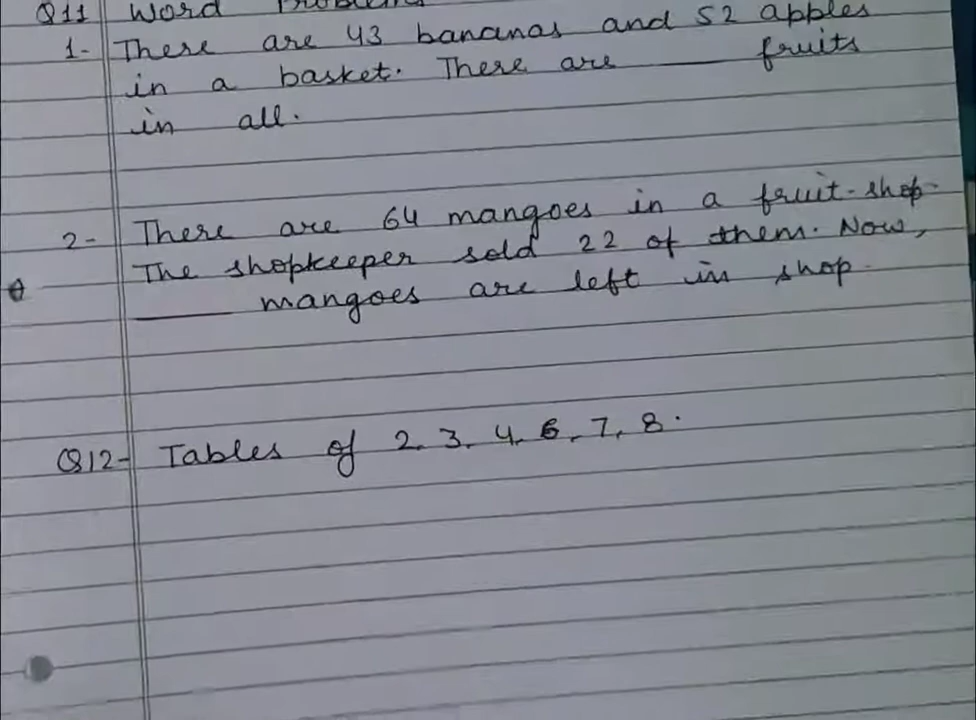 Q11 Word Problems
1- There are 43 bananas and 52 apples
in a basket. There are ____ fruits
in all.
2- There are 64 mangoes in a fruit-shop.
The shopkeeper sold 22 of them. Now,
____ mangoes are left in shop.
Q12- Tables of 2, 3, 4, 6, 7, 8.